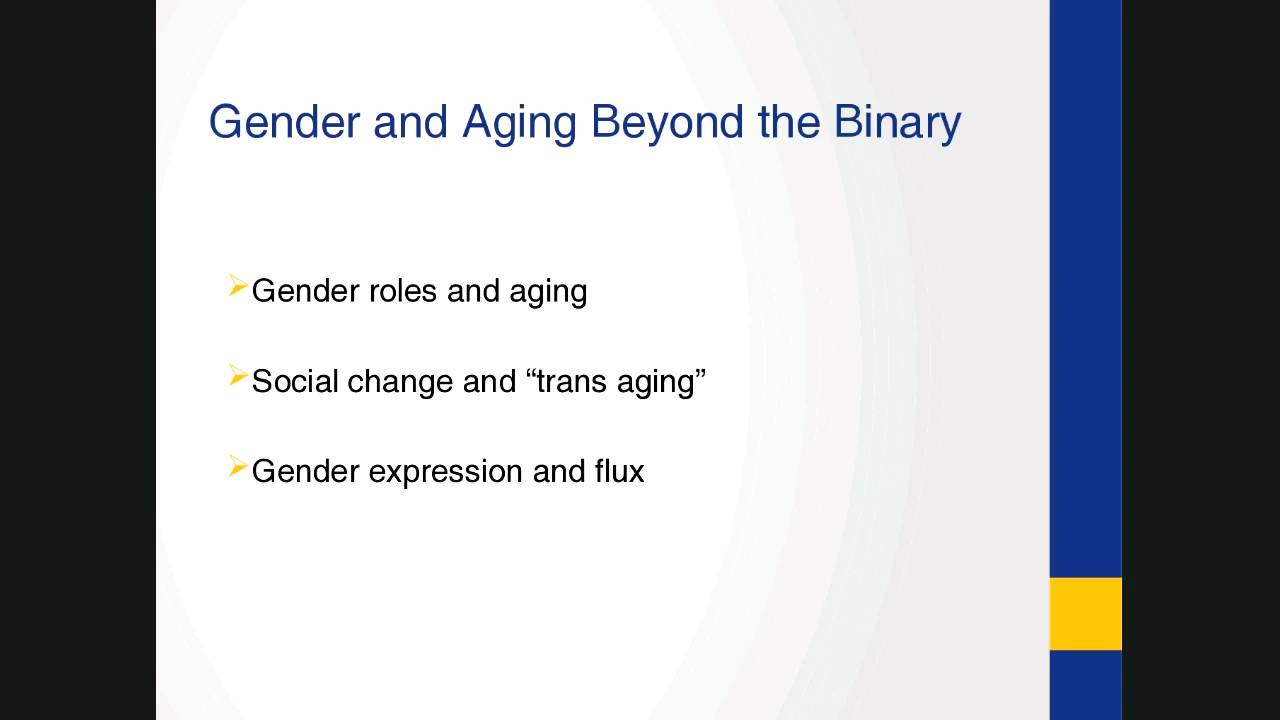 Gender and Aging Beyond the Binary
Gender roles and aging
Social change and “trans aging”
Gender expression and flux